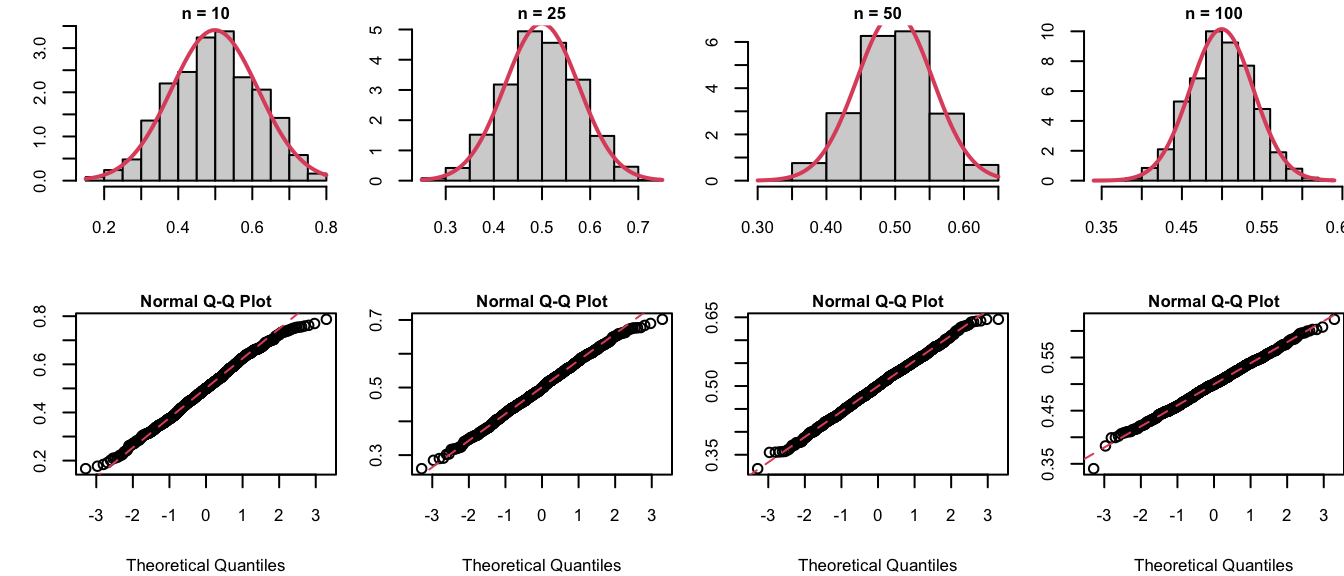 n = 10
n = 25
n = 50
n = 100
0.0 1.0 2.0 3.0
0 1 2 3 4 5
0 2 4 6
0 2 4 6 8 10
0.2 0.4 0.6 0.8
0.3 0.4 0.5 0.6 0.7
0.30 0.40 0.50 0.60
0.35 0.45 0.55
Normal Q-Q Plot
Normal Q-Q Plot
Normal Q-Q Plot
Normal Q-Q Plot
0.2 0.4 0.6 0.8
0.3 0.5 0.7
0.35 0.50 0.65
0.35 0.45 0.55
-3 -2 -1 0 1 2 3
-3 -2 -1 0 1 2 3
-3 -2 -1 0 1 2 3
-3 -2 -1 0 1 2 3
Theoretical Quantiles
Theoretical Quantiles
Theoretical Quantiles
Theoretical Quantiles